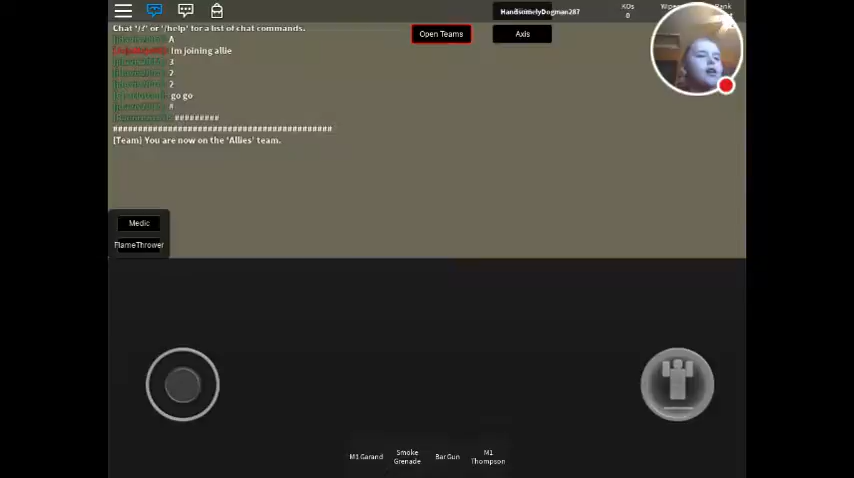 Chat '/?' or '/help' for a list of chat commands.
A
Im joining allie
3
2
2
go go
#
#########
############################################
[Team] You are now on the 'Allies' team.
Open Teams
Axis
HandsomelyDogman287
KOs
0
Medic
FlameThrower
M1 Garand
Smoke
Grenade
Bar Gun
M1
Thompson